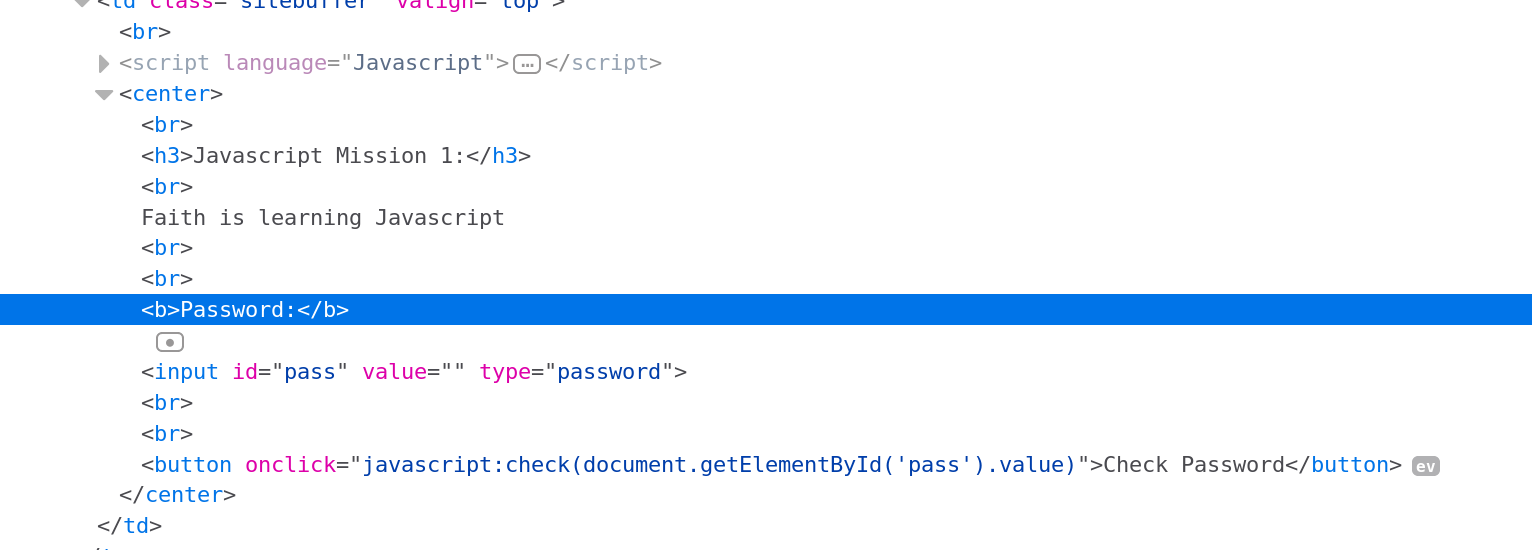 <td class="sitebuffer" valign="top">
<br>
<script language="Javascript">…</script>
<center>
<br>
<h3>Javascript Mission 1:</h3>
<br>
Faith is learning Javascript
<br>
<br>
<b>Password:</b>
<input id="pass" value="" type="password">
<br>
<br>
<button onclick="javascript:check(document.getElementById('pass').value)">Check Password</button> ev
</center>
</td>